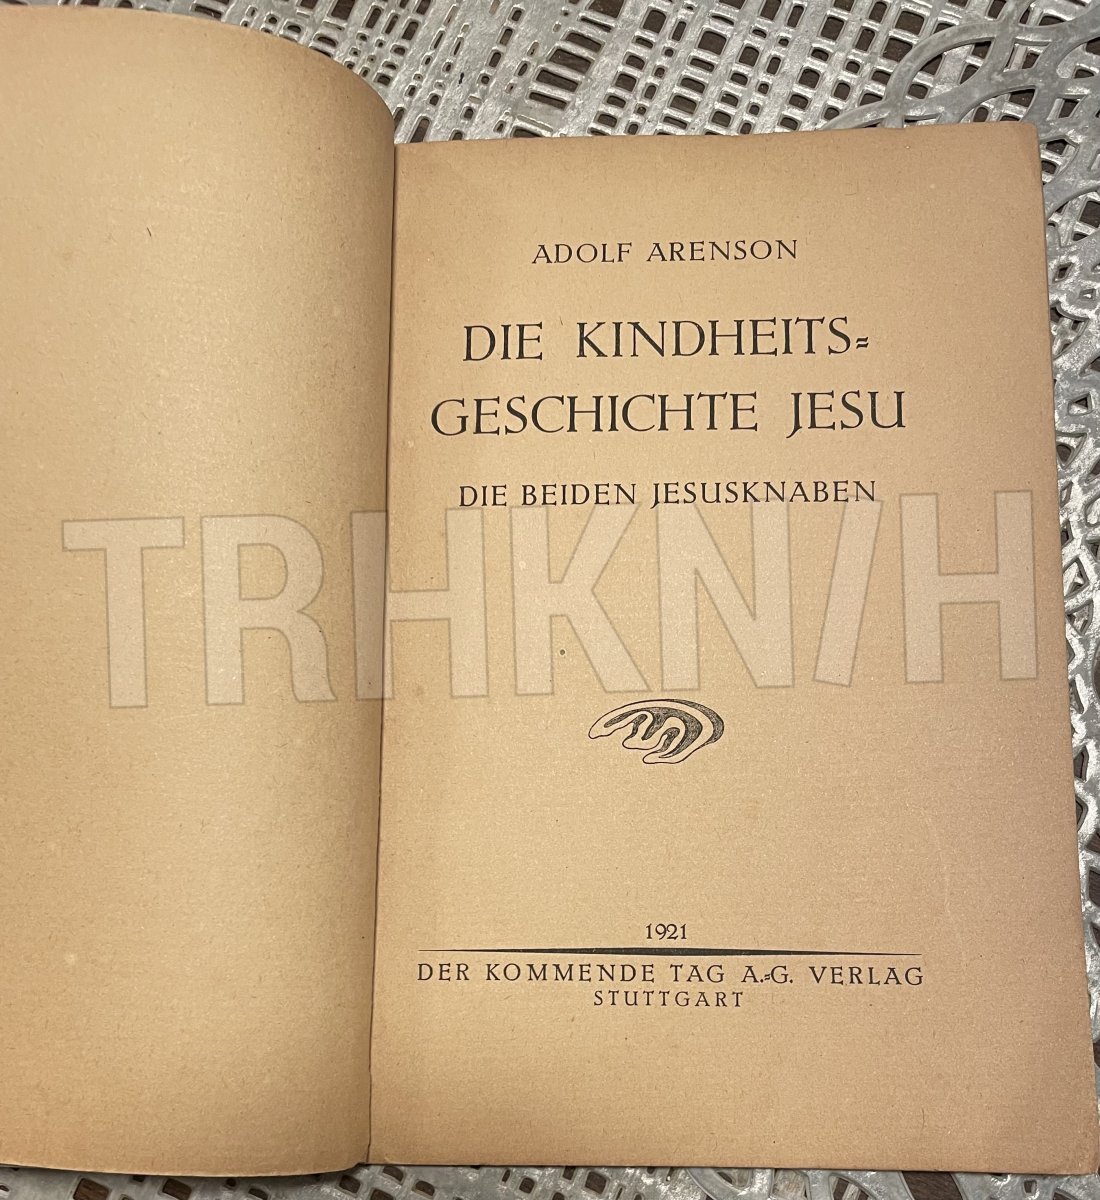 ADOLF ARENSON
DIE KINDHEITS=
GESCHICHTE JESU
DIE BEIDEN JESUSKNABEN
TRHKN/H
1921
DER KOMMENDE TAG A.=G. VERLAG
STUTTGART